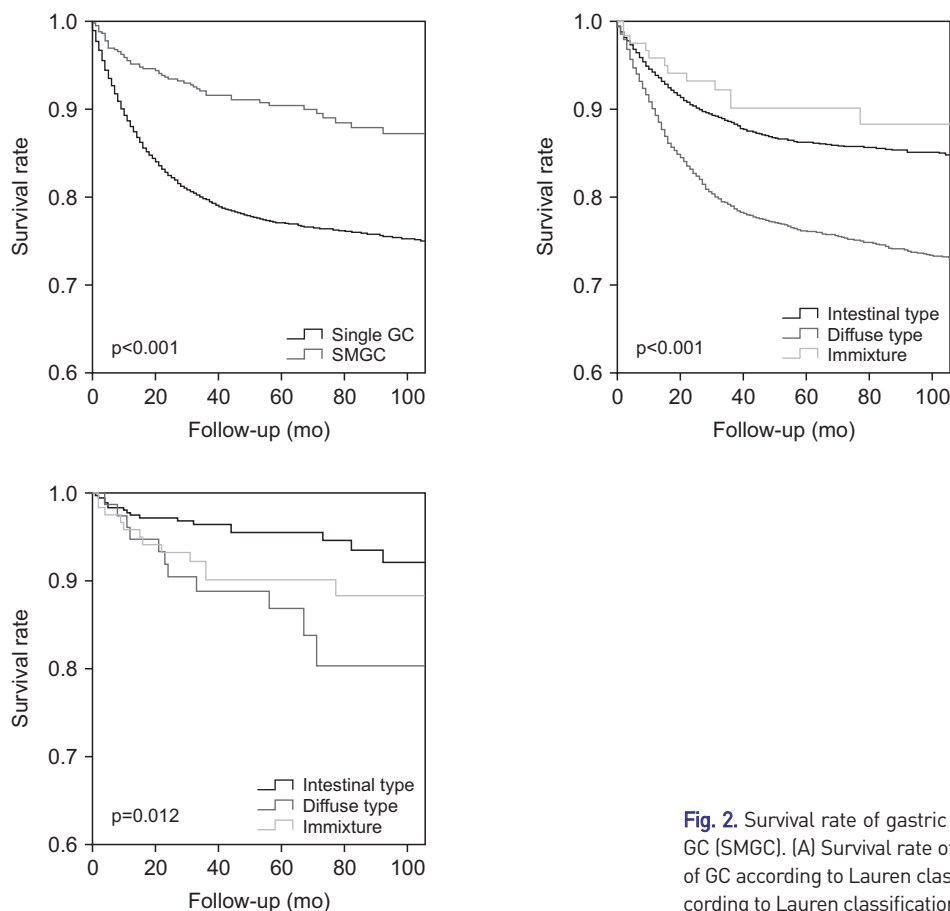 1.0
0.9
0.8
0.7
0.6
Survival rate
p<0.001
Single GC
SMGC
0 20 40 60 80 100
Follow-up (mo)
1.0
0.9
0.8
0.7
0.6
Survival rate
p<0.001
Intestinal type
Diffuse type
Immixture
0 20 40 60 80 100
Follow-up (mo)
1.0
0.9
0.8
0.7
0.6
Survival rate
p=0.012
Intestinal type
Diffuse type
Immixture
0 20 40 60 80 100
Follow-up (mo)
Fig. 2. Survival rate of gastric
GC (SMGC). (A) Survival rate of
of GC according to Lauren clas
cording to Lauren classification